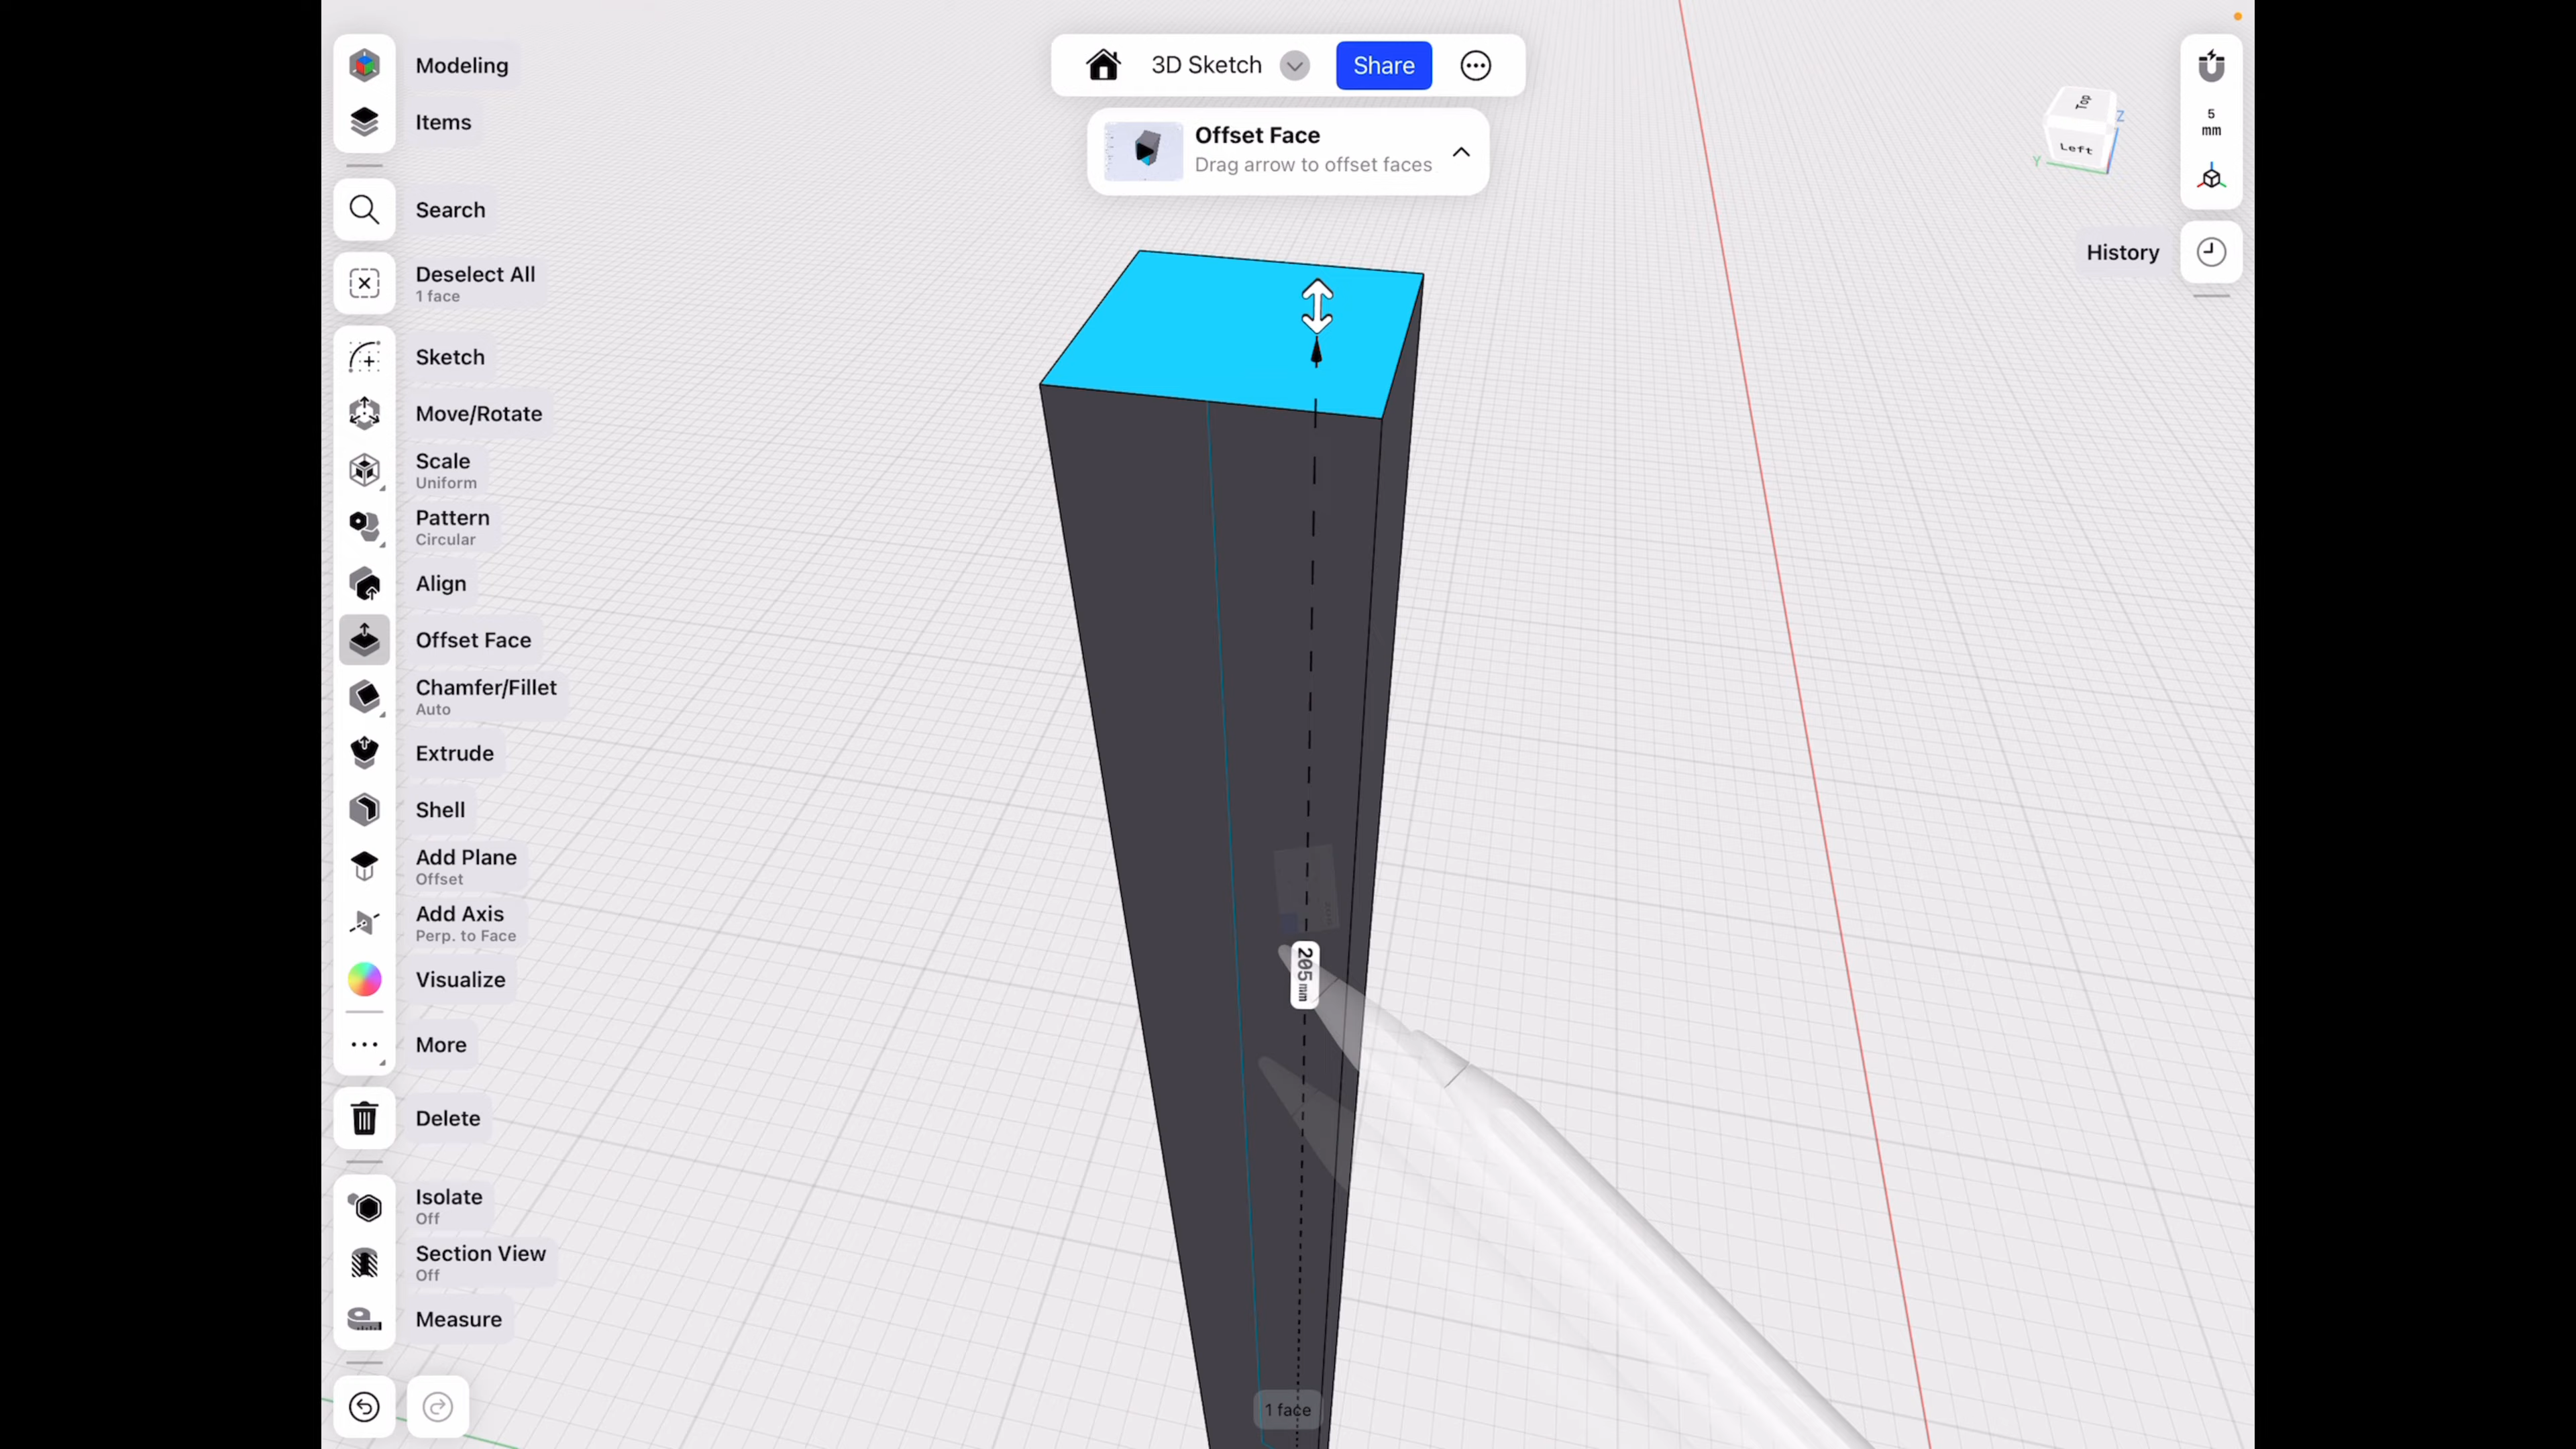 Modeling
Items
Search
Deselect All
1 face
Sketch
Move/Rotate
Scale
Uniform
Pattern
Circular
Align
Offset Face
Chamfer/Fillet
Auto
Extrude
Shell
Add Plane
Offset
Add Axis
Perp. to Face
Visualize
More
Delete
Isolate
Off
Section View
Off
Measure
3D Sketch
Share
Offset Face
Drag arrow to offset faces
205 mm
1 face
Top
Left
Z
Y
5
mm
History